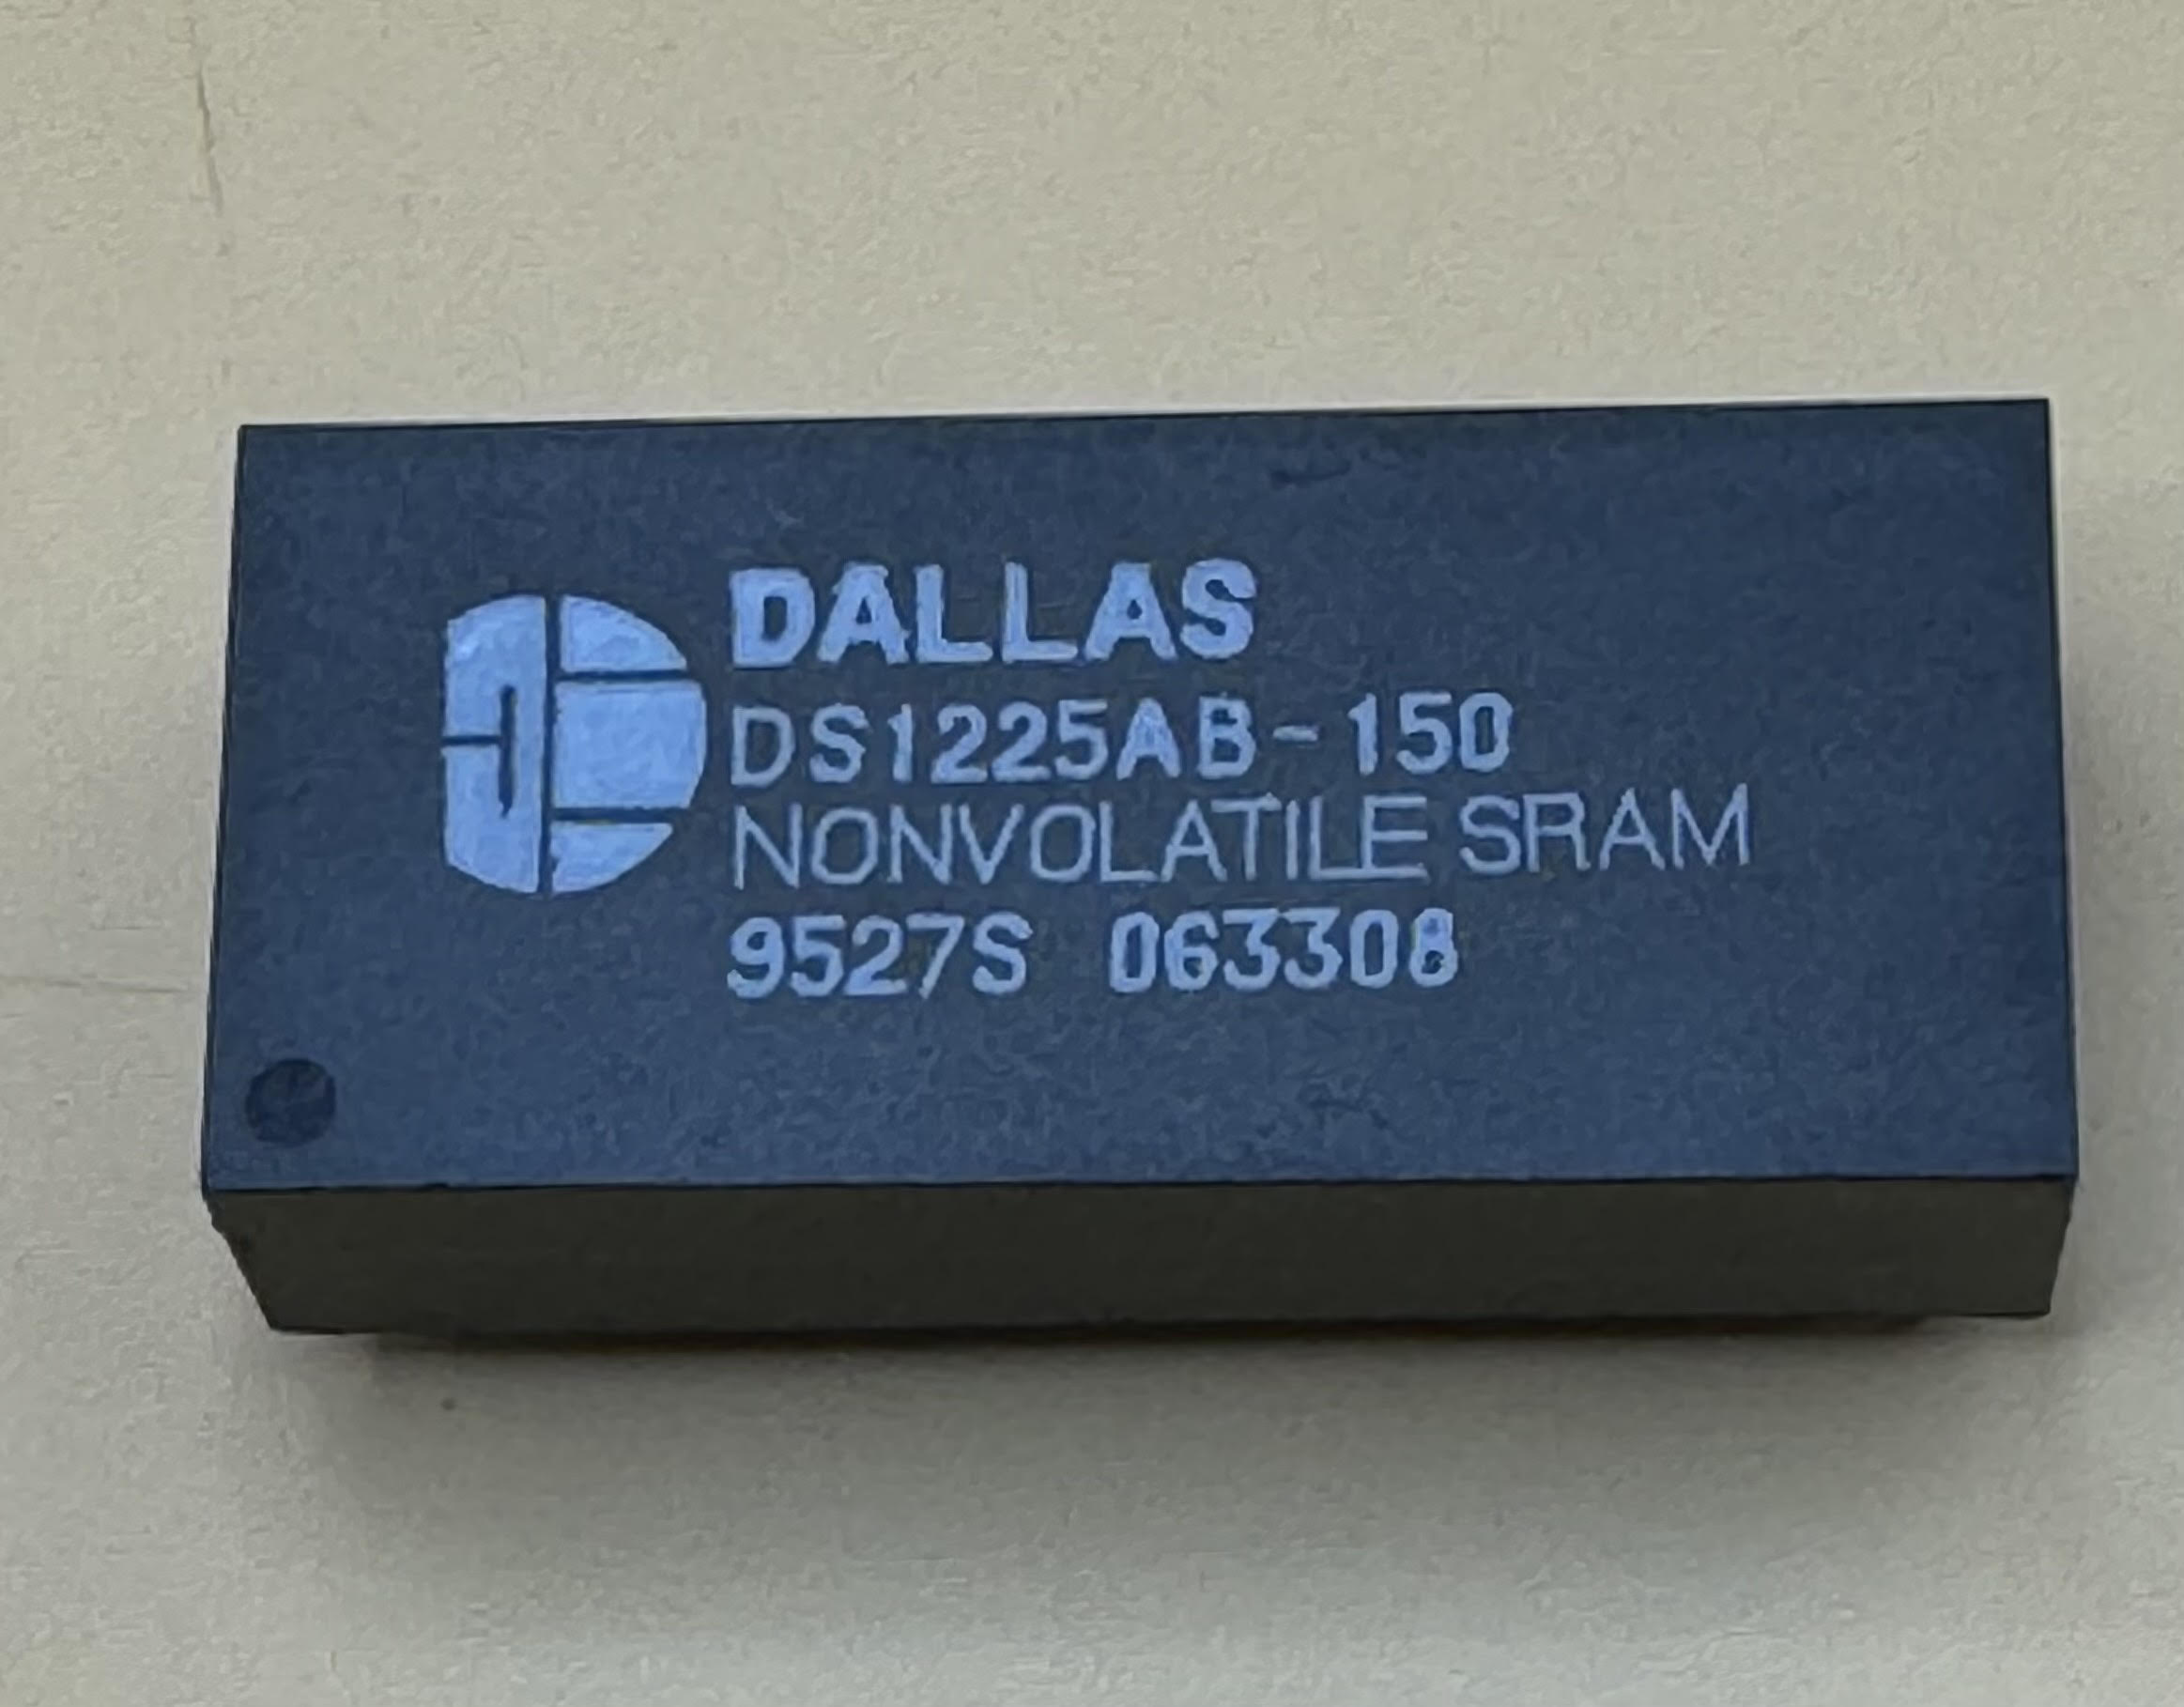 DALLAS
DS1225AB-150
NONVOLATILE SRAM
9527S 063308